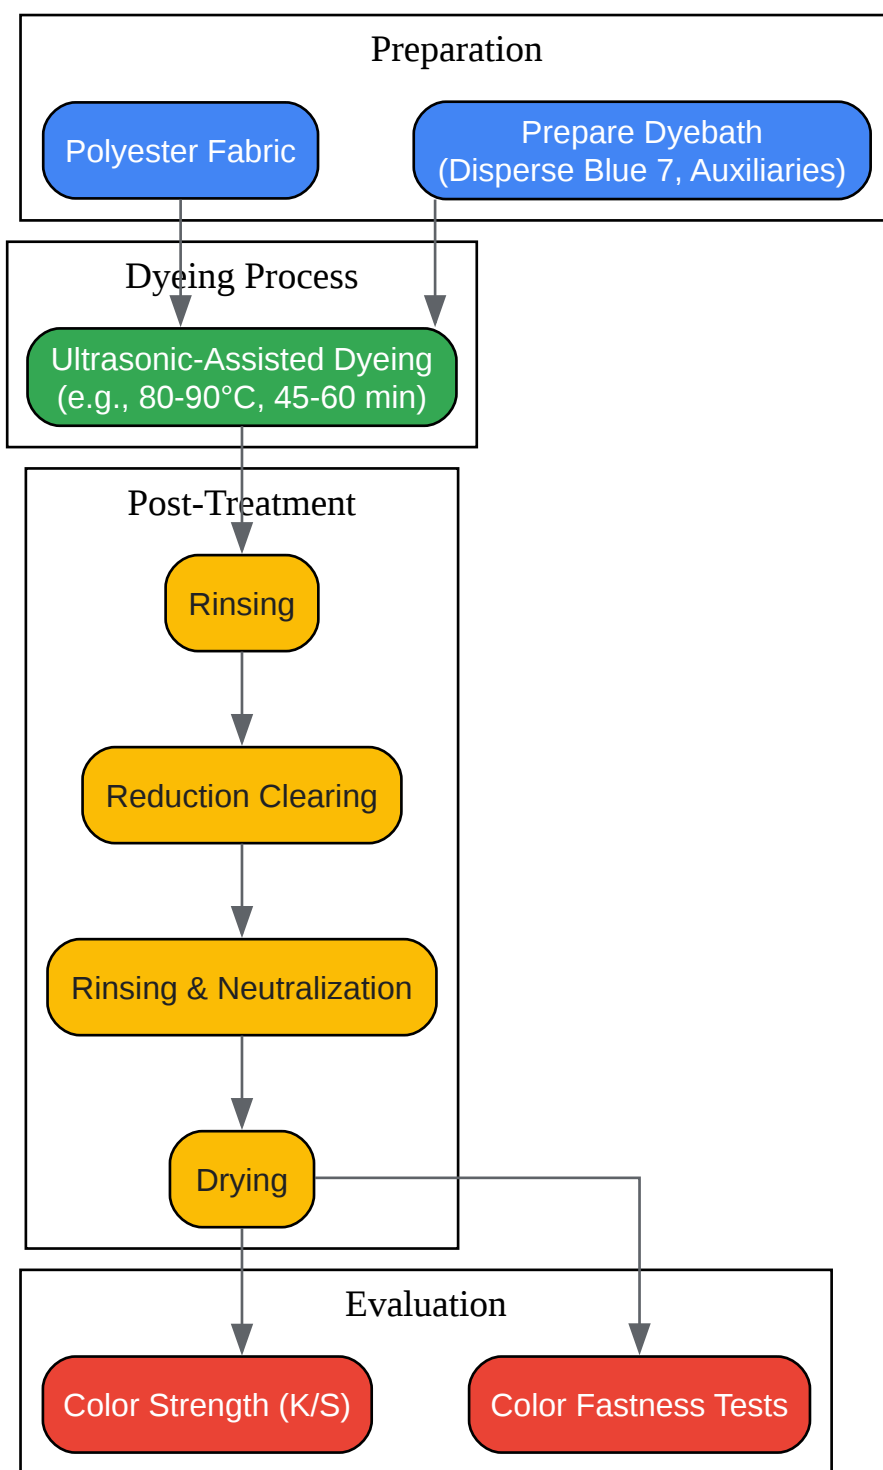 Preparation
Polyester Fabric
Prepare Dyebath
(Disperse Blue 7, Auxiliaries)
Dyeing Process
Ultrasonic-Assisted Dyeing
(e.g., 80-90°C, 45-60 min)
Post-Treatment
Rinsing
Reduction Clearing
Rinsing & Neutralization
Drying
Evaluation
Color Strength (K/S)
Color Fastness Tests